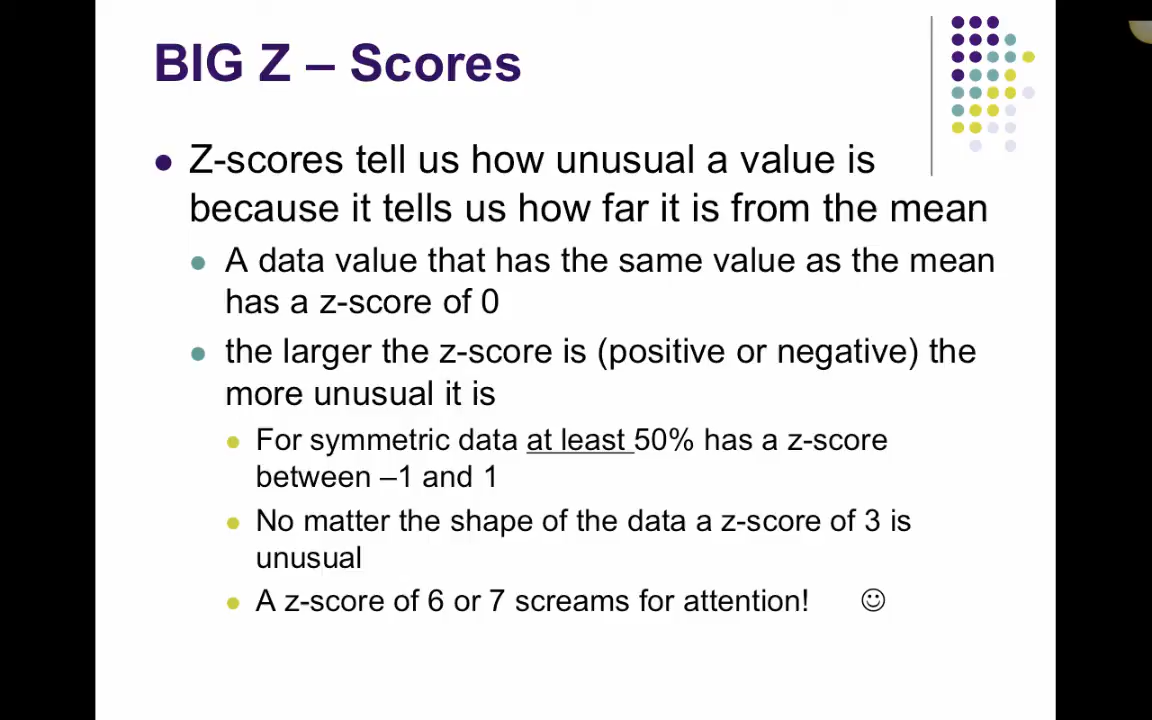 BIG Z – Scores
Z-scores tell us how unusual a value is
because it tells us how far it is from the mean
A data value that has the same value as the mean
has a z-score of 0
the larger the z-score is (positive or negative) the
more unusual it is
For symmetric data at least 50% has a z-score
between –1 and 1
No matter the shape of the data a z-score of 3 is
unusual
A z-score of 6 or 7 screams for attention! ☺